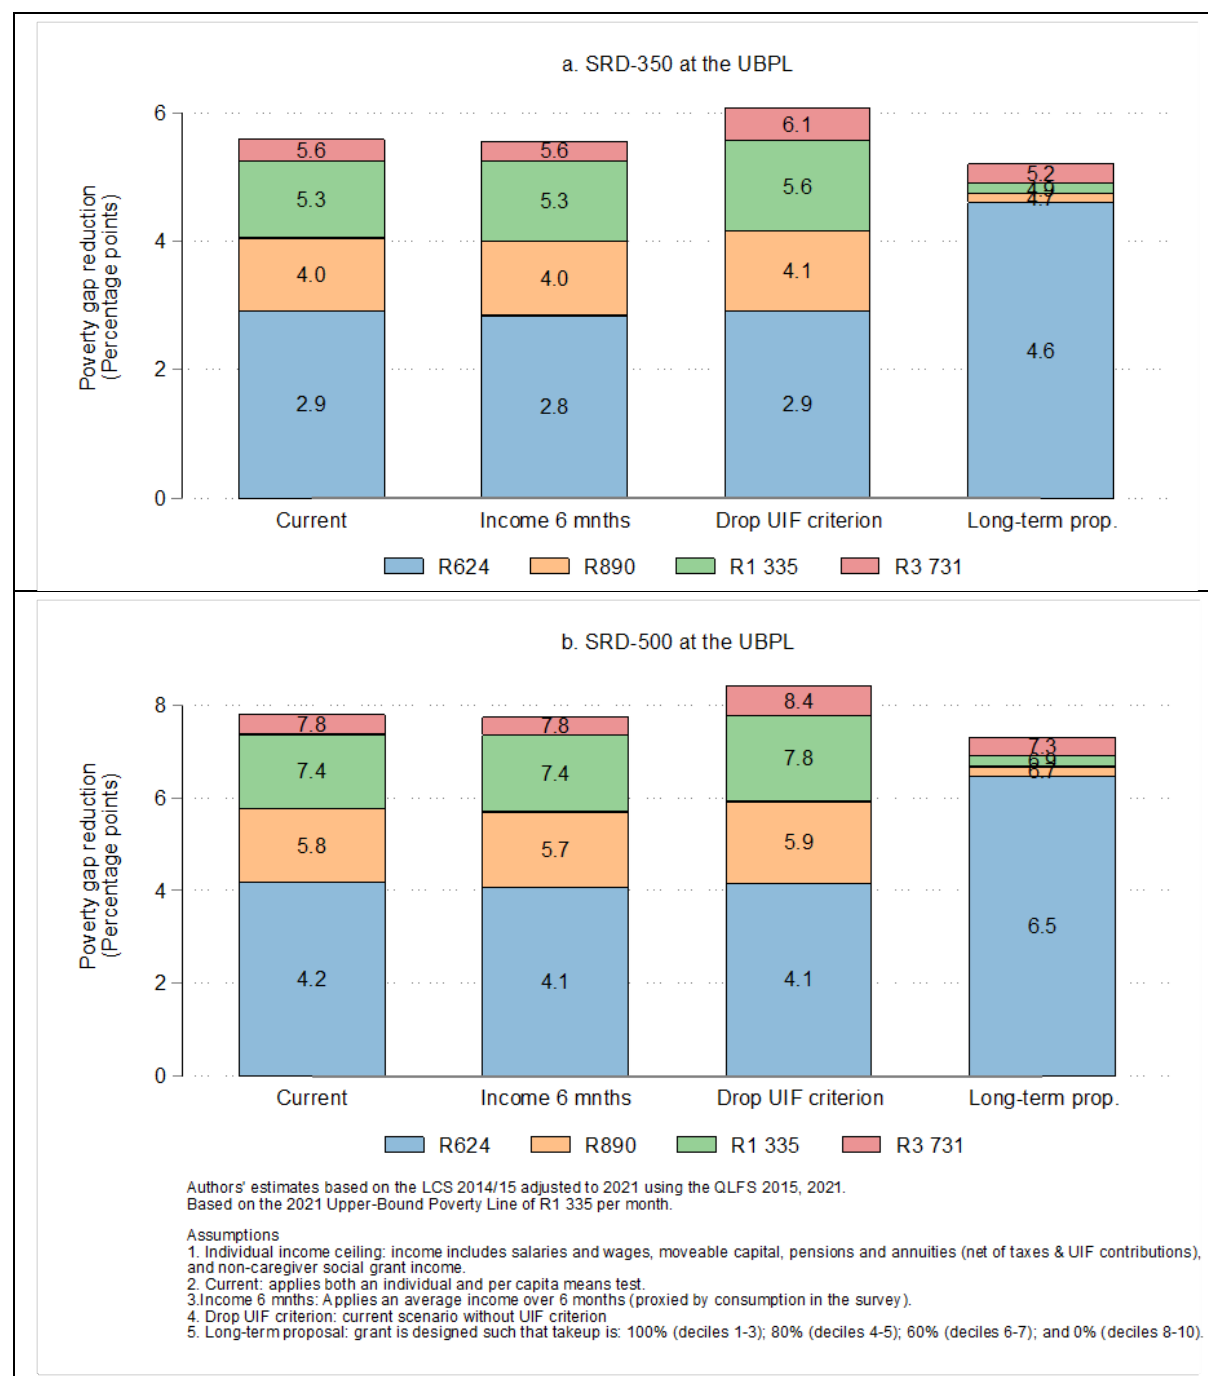 a. SRD-350 at the UBPL
Poverty gap reduction
(Percentage points)
6
4
2
0
5.6
5.3
4.0
2.9
5.6
5.3
4.0
2.8
6.1
5.6
4.1
2.9
5.2
4.9
4.7
4.6
Current
Income 6 mnths
Drop UIF criterion
Long-term prop.
R624
R890
R1 335
R3 731
b. SRD-500 at the UBPL
Poverty gap reduction
(Percentage points)
8
6
4
2
0
7.8
7.4
5.8
4.2
7.8
7.4
5.7
4.1
8.4
7.8
5.9
4.1
7.3
6.9
6.7
6.5
Current
Income 6 mnths
Drop UIF criterion
Long-term prop.
R624
R890
R1 335
R3 731
Authors' estimates based on the LCS 2014/15 adjusted to 2021 using the QLFS 2015, 2021.
Based on the 2021 Upper-Bound Poverty Line of R1 335 per month.
Assumptions
1. Individual income ceiling: income includes salaries and wages, moveable capital, pensions and annuities (net of taxes & UIF contributions),
and non-caregiver social grant income.
2. Current: applies both an individual and per capita means test.
3.Income 6 mnths: Applies an average income over 6 months (proxied by consumption in the survey).
4. Drop UIF criterion: current scenario without UIF criterion
5. Long-term proposal: grant is designed such that takeup is: 100% (deciles 1-3); 80% (deciles 4-5); 60% (deciles 6-7); and 0% (deciles 8-10).